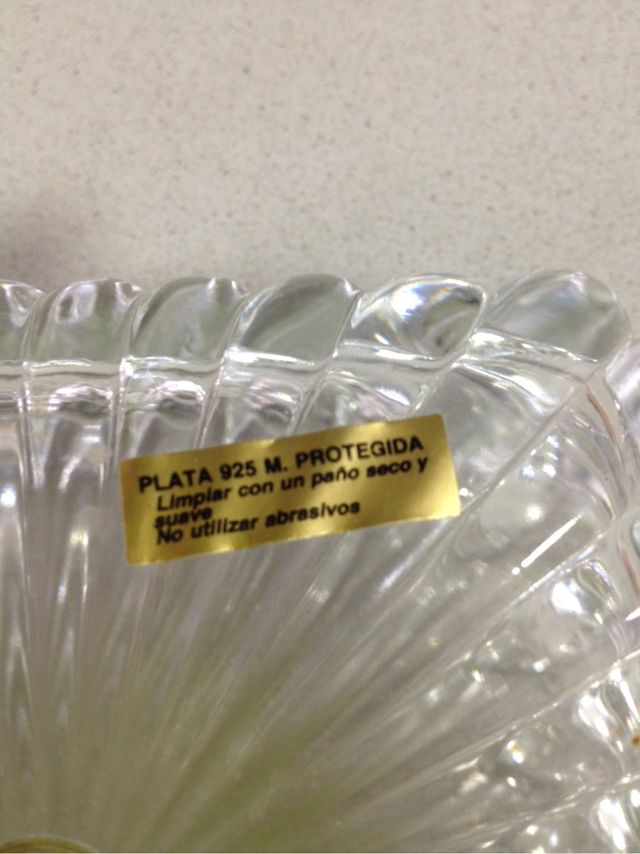 PLATA 925 M. PROTEGIDA
Limpiar con un paño seco y
suave
No utilizar abrasivos